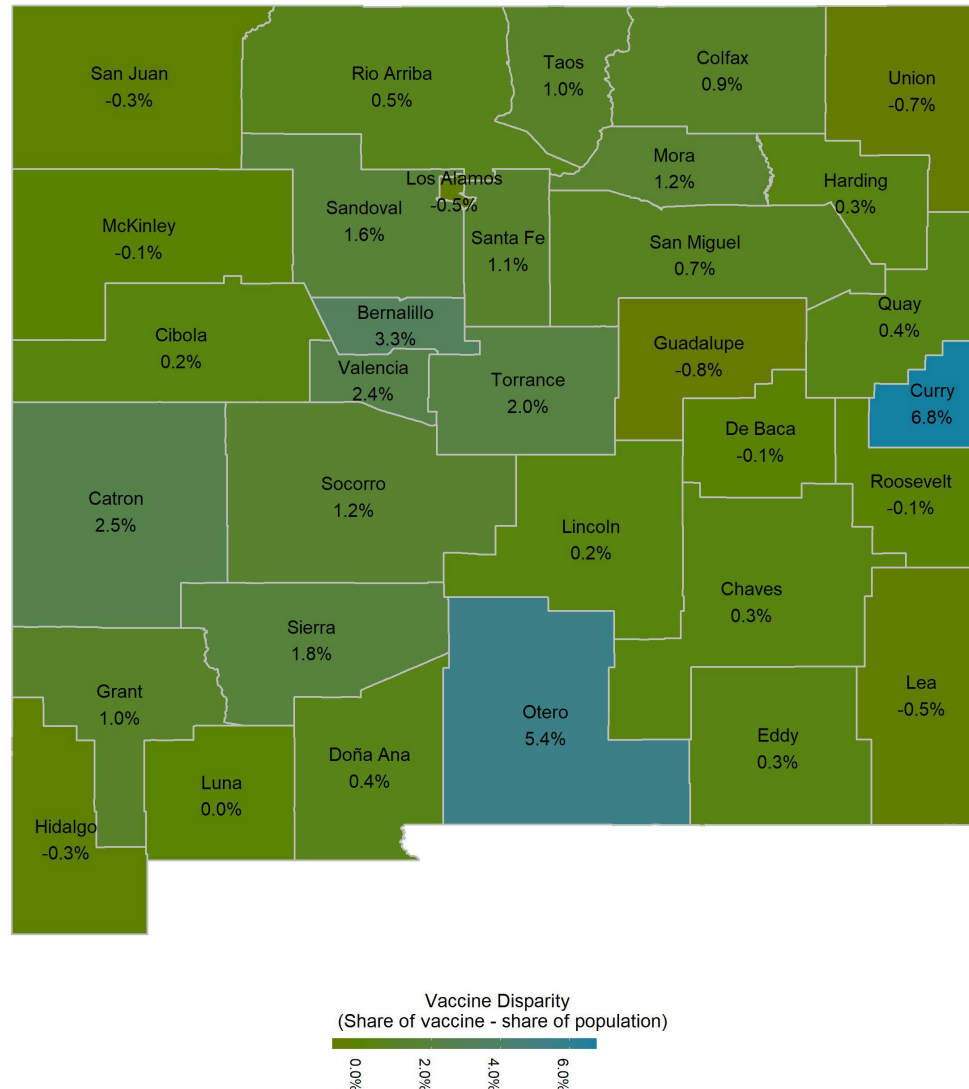 San Juan
-0.3%
Rio Arriba
0.5%
Taos
1.0%
Colfax
0.9%
Union
-0.7%
Los Alamos
-0.5%
Mora
1.2%
Harding
0.3%
McKinley
-0.1%
Sandoval
1.6%
Santa Fe
1.1%
San Miguel
0.7%
Quay
0.4%
Cibola
0.2%
Bernalillo
3.3%
Valencia
2.4%
Torrance
2.0%
Guadalupe
-0.8%
Curry
6.8%
De Baca
-0.1%
Roosevelt
-0.1%
Catron
2.5%
Socorro
1.2%
Lincoln
0.2%
Chaves
0.3%
Sierra
1.8%
Grant
1.0%
Otero
5.4%
Lea
-0.5%
Eddy
0.3%
Doña Ana
0.4%
Luna
0.0%
Hidalgo
-0.3%
Vaccine Disparity
(Share of vaccine - share of population)
0.0%
2.0%
4.0%
6.0%